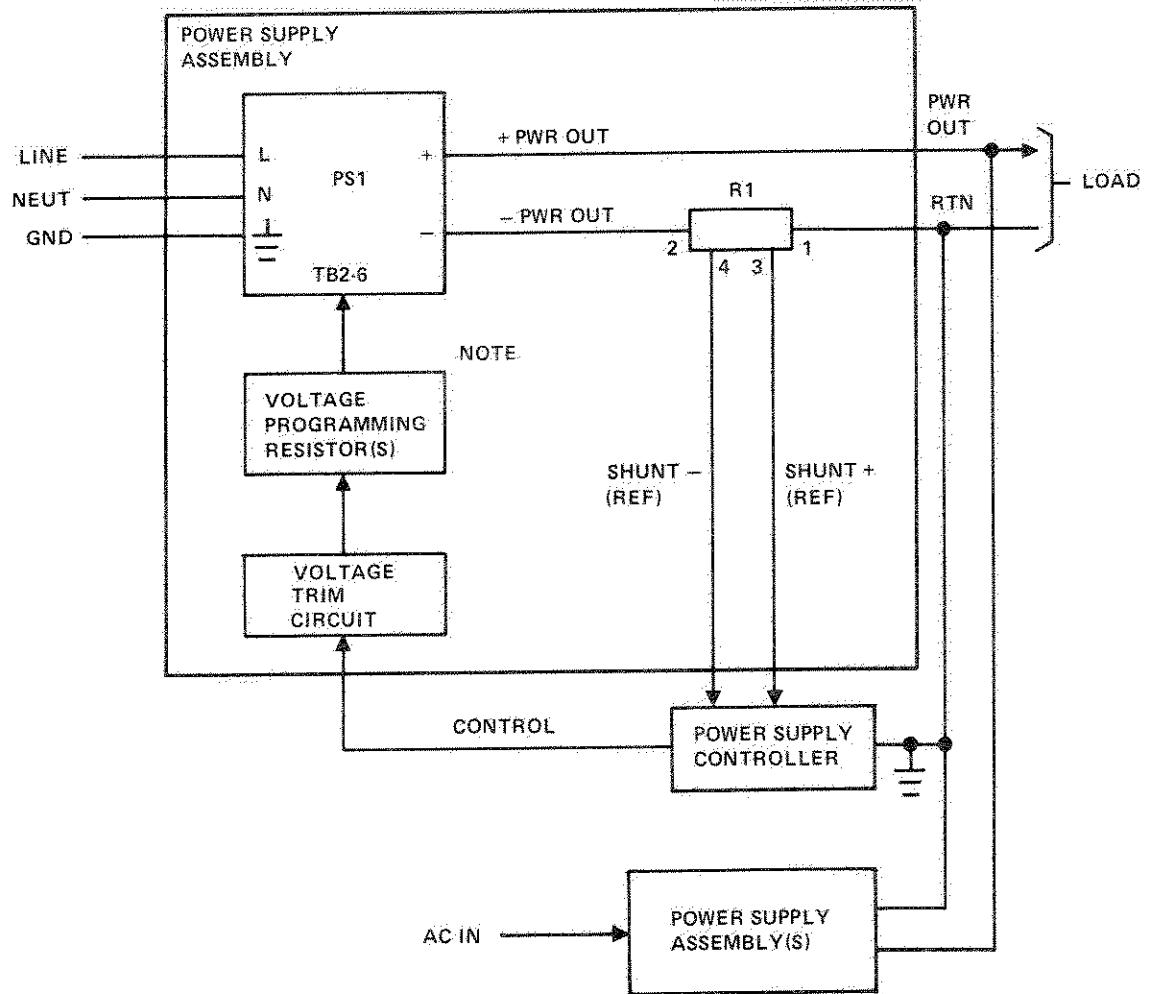 POWER SUPPLY
ASSEMBLY
LINE
NEUT
GND
L
N
PS1
+
−
TB2-6
+ PWR OUT
− PWR OUT
R1
2
4
3
1
PWR
OUT
RTN
LOAD
NOTE
VOLTAGE
PROGRAMMING
RESISTOR(S)
SHUNT −
(REF)
SHUNT +
(REF)
VOLTAGE
TRIM
CIRCUIT
CONTROL
POWER SUPPLY
CONTROLLER
AC IN
POWER SUPPLY
ASSEMBLY(S)